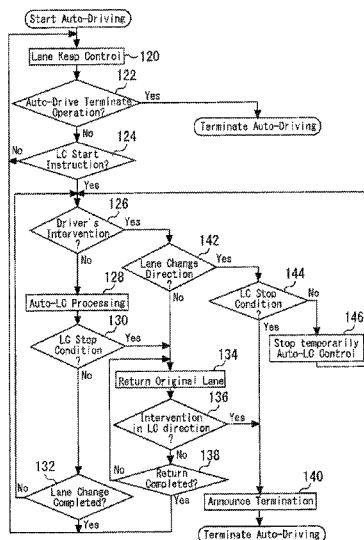 Start Auto-Driving
Lane Keep Control
120
122
Auto-Drive Terminate
Operation?
Yes
No
Terminate Auto-Driving
124
LC Start
Instruction?
No
Yes
126
Driver's
Intervention
?
Yes
No
142
Lane Change
Direction
?
Yes
No
144
LC Stop
Condition
?
No
Yes
128
Auto-LC Processing
130
LC Stop
Condition
?
Yes
No
146
Stop temporarily
Auto-LC Control
134
Return Original Lane
136
Intervention
in LC direction
?
Yes
No
138
Return
Completed?
No
Yes
132
Lane Change
Completed?
No
Yes
140
Announce Termination
Terminate Auto-Driving